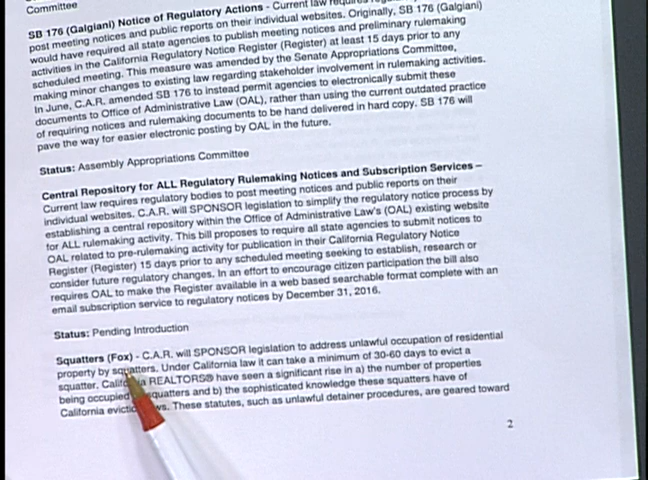 Committee
SB 176 (Galgiani) Notice of Regulatory Actions - Current law requires
post meeting notices and public reports on their individual websites. Originally, SB 176 (Galgiani)
would have required all state agencies to publish meeting notices and preliminary rulemaking
activities in the California Regulatory Notice Register (Register) at least 15 days prior to any
scheduled meeting. This measure was amended by the Senate Appropriations Committee,
making minor changes to existing law regarding stakeholder involvement in rulemaking activities.
In June, C.A.R. amended SB 176 to instead permit agencies to electronically submit these
documents to Office of Administrative Law (OAL), rather than using the current outdated practice
of requiring notices and rulemaking documents to be hand delivered in hard copy. SB 176 will
pave the way for easier electronic posting by OAL in the future.
Status: Assembly Appropriations Committee
Central Repository for ALL Regulatory Rulemaking Notices and Subscription Services –
Current law requires regulatory bodies to post meeting notices and public reports on their
individual websites. C.A.R. will SPONSOR legislation to simplify the regulatory notice process by
establishing a central repository within the Office of Administrative Law's (OAL) existing website
for ALL rulemaking activity. This bill proposes to require all state agencies to submit notices to
OAL related to pre-rulemaking activity for publication in their California Regulatory Notice
Register (Register) 15 days prior to any scheduled meeting seeking to establish, research or
consider future regulatory changes. In an effort to encourage citizen participation the bill also
requires OAL to make the Register available in a web based searchable format complete with an
email subscription service to regulatory notices by December 31, 2016.
Status: Pending Introduction
Squatters (Fox) - C.A.R. will SPONSOR legislation to address unlawful occupation of residential
property by squatters. Under California law it can take a minimum of 30-60 days to evict a
squatter. California REALTORS® have seen a significant rise in a) the number of properties
being occupied squatters and b) the sophisticated knowledge these squatters have of
California These statutes, such as unlawful detainer procedures, are geared toward
2